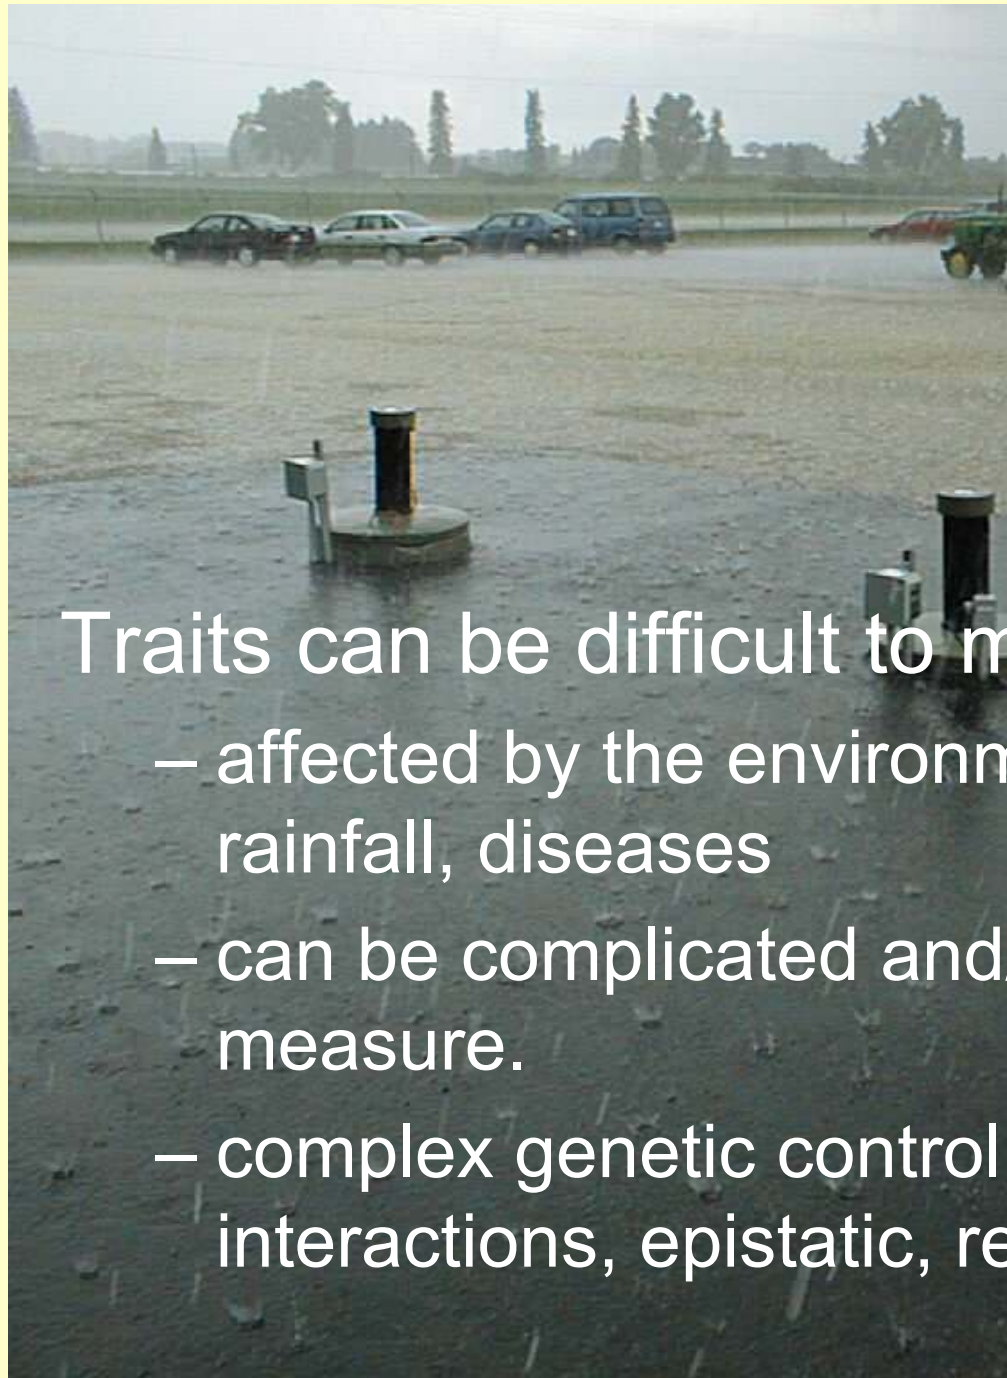 Traits can be difficult to m
– affected by the environm
rainfall, diseases
– can be complicated and/
measure.
– complex genetic control
interactions, epistatic, re